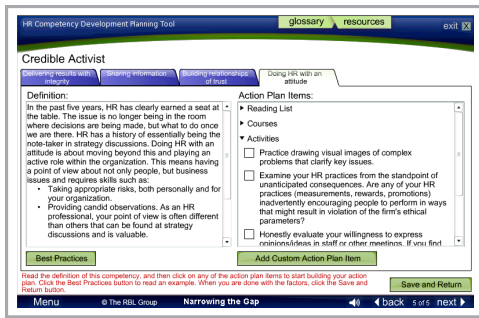 HR Competency Development Planning Tool
glossary
resources
exit
Credible Activist
Delivering results with
integrity
Sharing information
Building relationships
of trust
Doing HR with an
attitude
Definition:
In the past five years, HR has clearly earned a seat at
the table. The issue is no longer being in the room
where decisions are being made, but what to do once
we are there. HR has a history of essentially being the
note-taker in strategy discussions. Doing HR with an
attitude is about moving beyond this and playing an
active role within the organization. This means having
a point of view about not only people, but business
issues and requires skills such as:
• Taking appropriate risks, both personally and for
your organization.
• Providing candid observations. As an HR
professional, your point of view is often different
than others that can be found at strategy
discussions and is valuable.
Action Plan Items:
Reading List
Courses
Activities
Practice drawing visual images of complex
problems that clarify key issues.
Examine your HR practices from the standpoint of
unanticipated consequences. Are any of your HR
practices (measurements, rewards, promotions)
inadvertently encouraging people to perform in ways
that might result in violation of the firm's ethical
parameters?
Honestly evaluate your willingness to express
opinions/ideas in staff or other meetings. If you find
Best Practices
Add Custom Action Plan Item
Read the definition of this competency, and then click on any of the action plan items to start building your action
plan. Click the Best Practices button to read an example. When you are done with the factors, click the Save and
Return button.
Save and Return
Menu
© The RBL Group
Narrowing the Gap
back
5 of 5
next